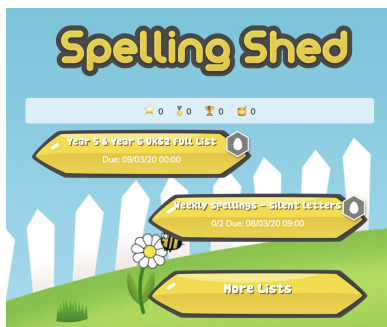 Spelling Shed
0 0 0 0
Year 5 & Year 6 UKS2 Full List
Due: 09/03/20 00:00
Weekly Spellings - Silent letters
0/2 Due: 08/03/20 09:00
More Lists